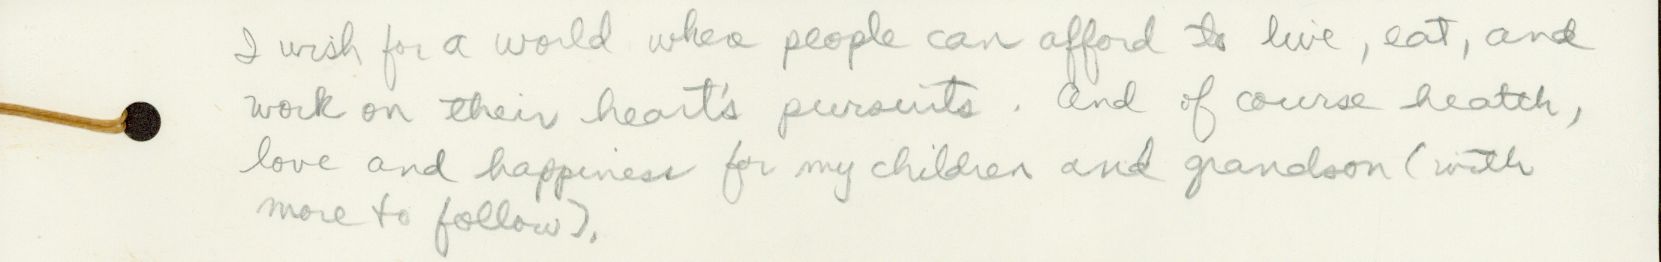 I wish for a world where people can afford to live, eat, and
work on their heart's pursuits. And of course health,
love and happiness for my children and grandson (with
more to follow).